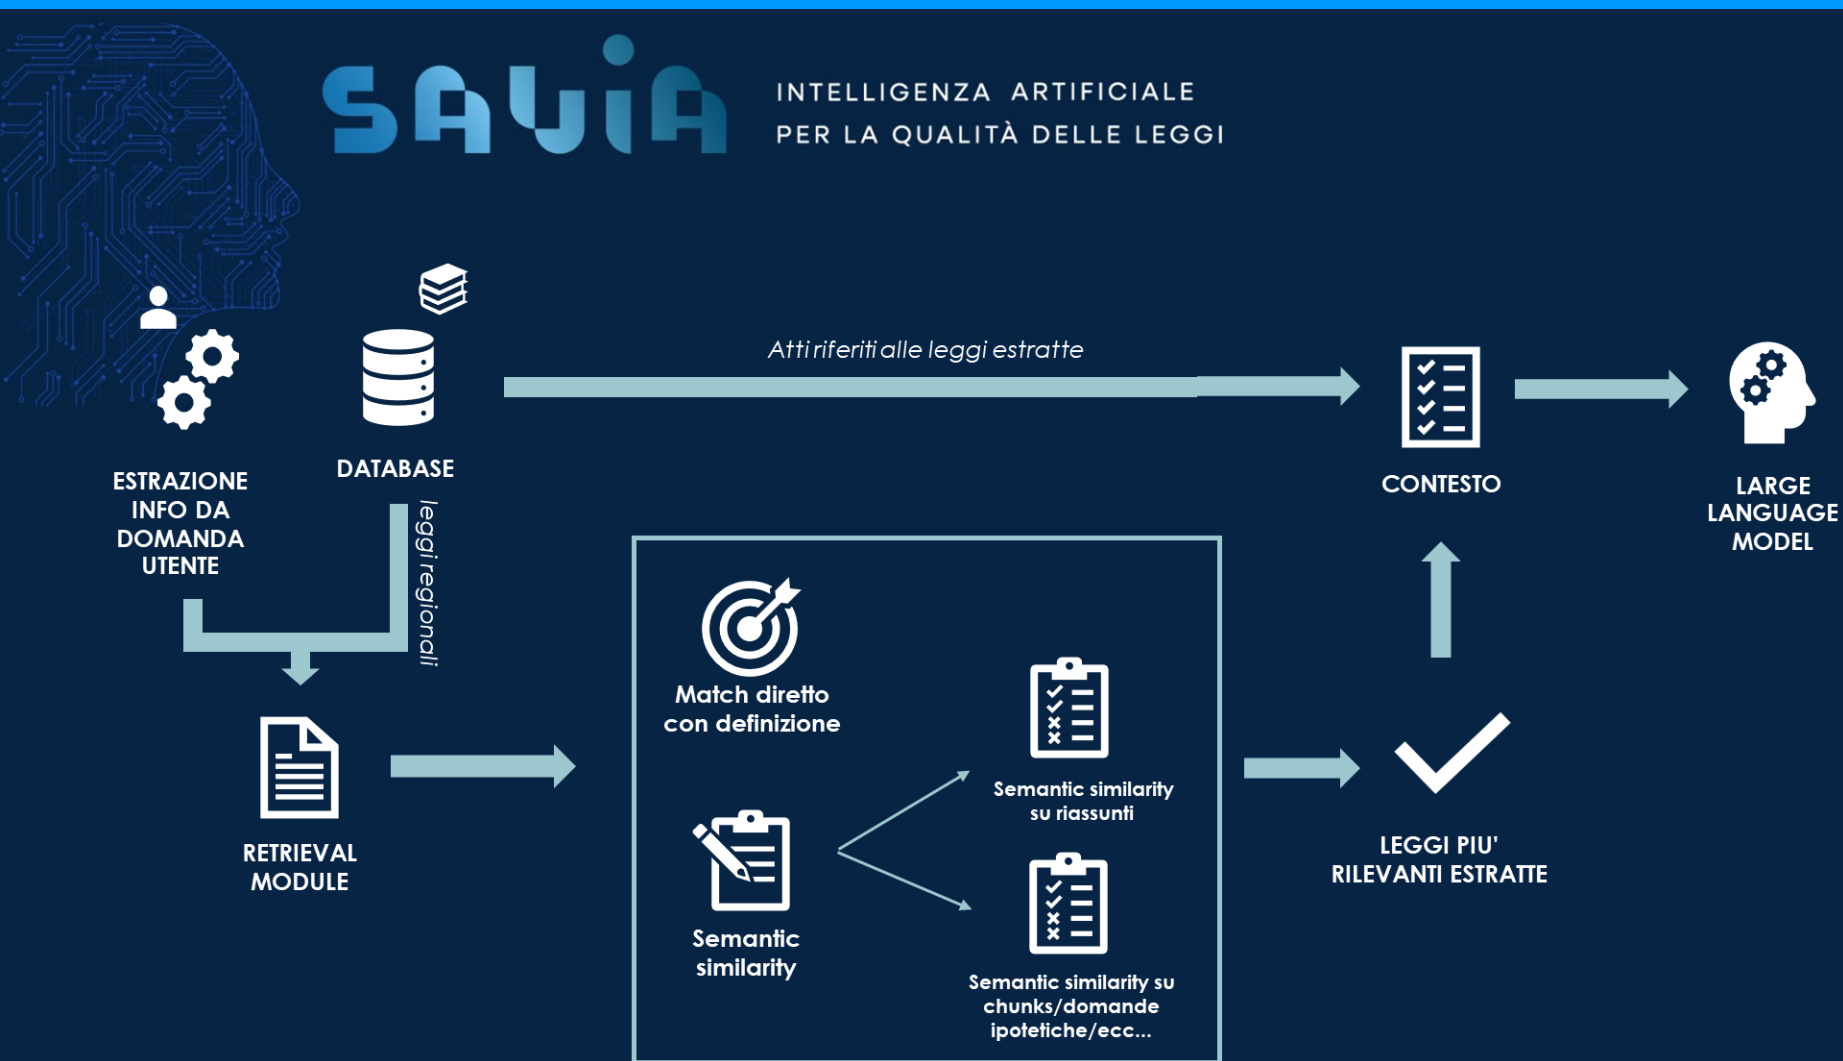 SAVIA
INTELLIGENZA ARTIFICIALE
PER LA QUALITÀ DELLE LEGGI
Atti riferiti alle leggi estratte
ESTRAZIONE
INFO DA
DOMANDA
UTENTE
DATABASE
leggi regionali
CONTESTO
LARGE
LANGUAGE
MODEL
Match diretto
con definizione
Semantic similarity
su riassunti
RETRIEVAL
MODULE
Semantic
similarity
Semantic similarity su
chunks/domande
ipotetiche/ecc...
LEGGI PIU'
RILEVANTI ESTRATTE